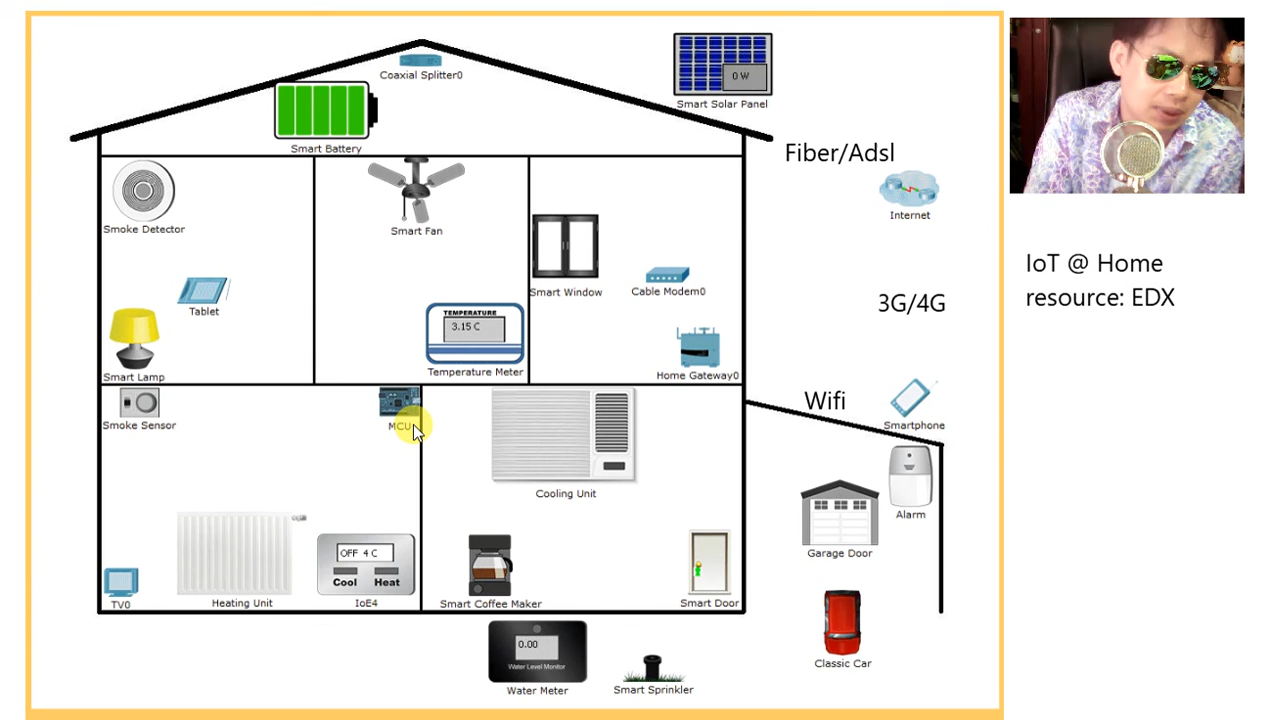 Coaxial Splitter0
0 W
Smart Solar Panel
Smart Battery
Fiber/Adsl
Internet
Smoke Detector
Smart Fan
Smart Window
Cable Modem0
Tablet
IoT @ Home
resource: EDX
3G/4G
TEMPERATURE
3.15 C
Temperature Meter
Home Gateway0
Smart Lamp
Smoke Sensor
MCU
Wifi
Smartphone
Cooling Unit
Alarm
Garage Door
OFF 4 C
Cool Heat
TV0
Heating Unit
IoE4
Smart Coffee Maker
Smart Door
0.00
Water Level Monitor
Water Meter
Smart Sprinkler
Classic Car